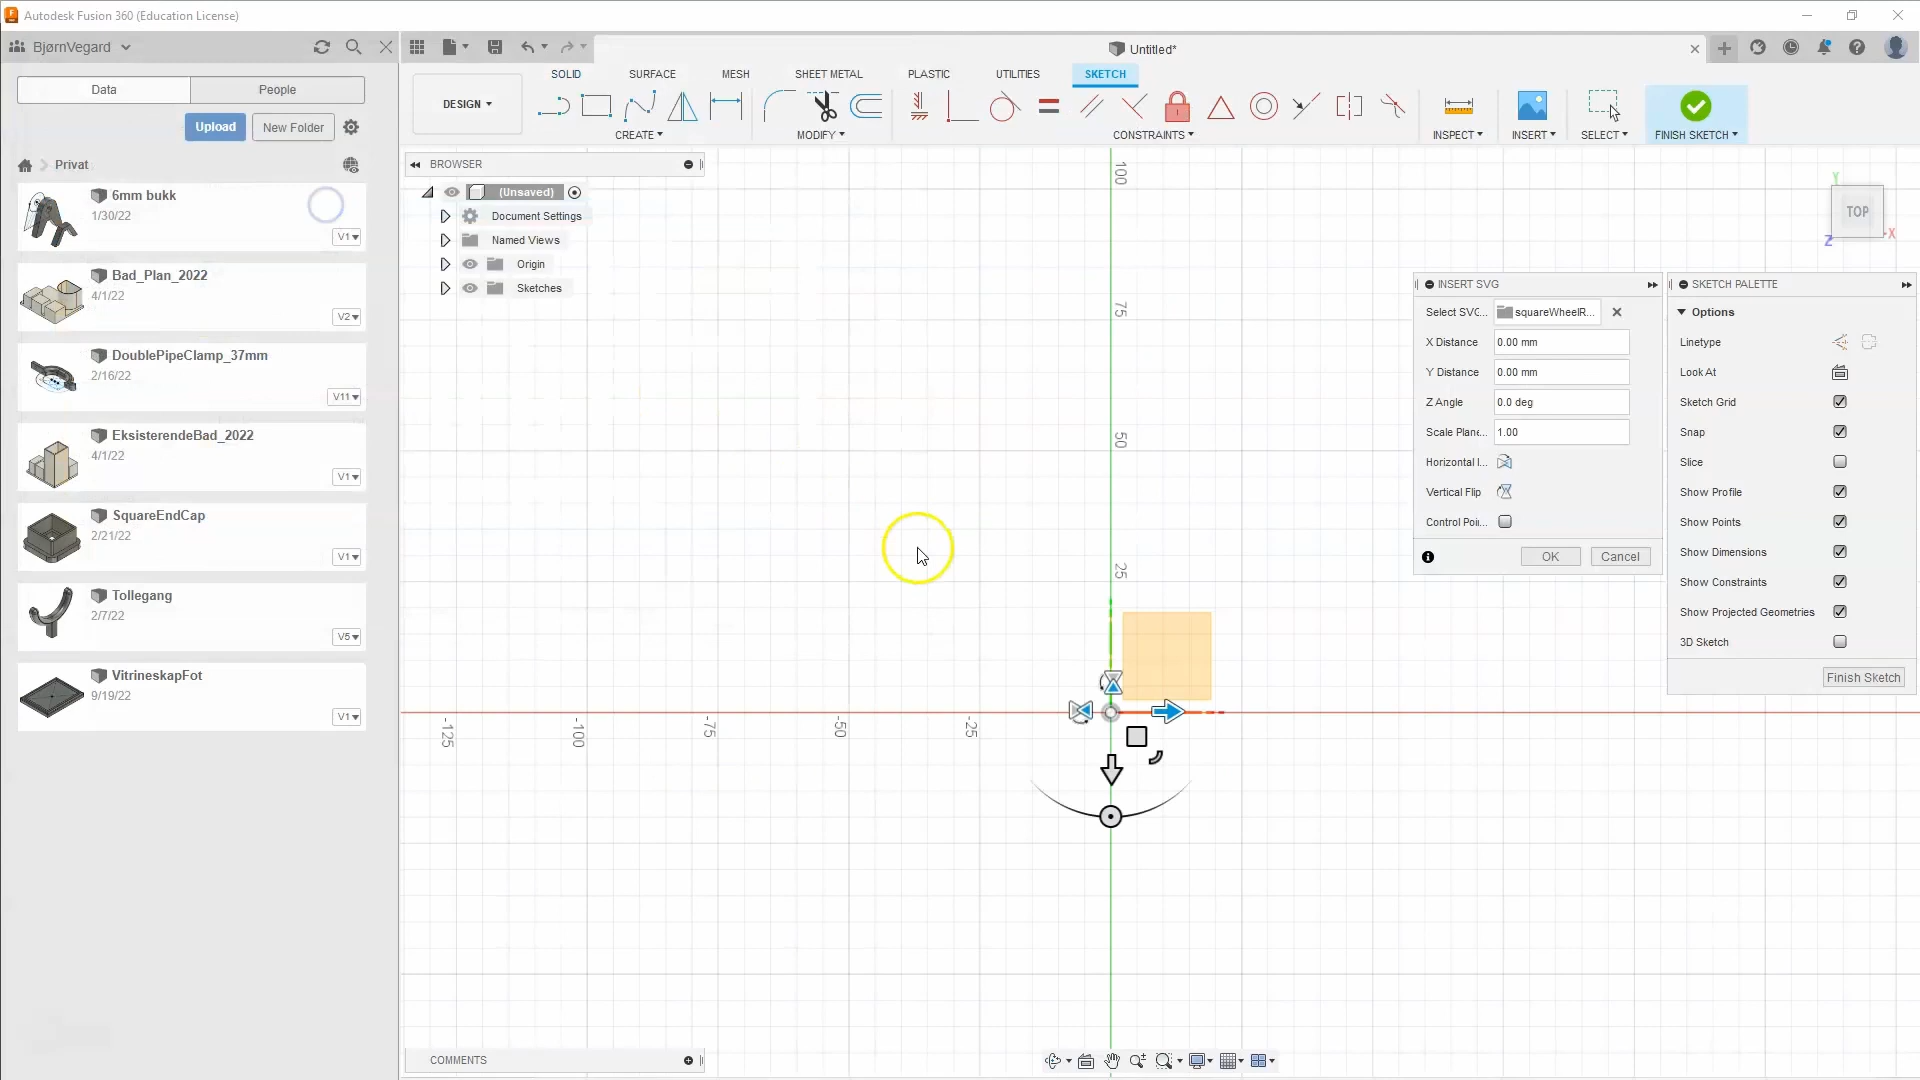 Autodesk Fusion 360 (Education License)
BjørnVegard
Untitled*
Data
People
Upload
New Folder
Privat
6mm bukk
1/30/22
V1
Bad_Plan_2022
4/1/22
V2
DoublePipeClamp_37mm
2/16/22
V11
EksisterendeBad_2022
4/1/22
V1
SquareEndCap
2/21/22
V1
Tollegang
2/7/22
V5
VitrineskapFot
9/19/22
V1
SOLID
SURFACE
MESH
SHEET METAL
PLASTIC
UTILITIES
SKETCH
DESIGN
CREATE
MODIFY
CONSTRAINTS
INSPECT
INSERT
SELECT
FINISH SKETCH
BROWSER
(Unsaved)
Document Settings
Named Views
Origin
Sketches
100
75
50
25
-125
-100
-75
-50
-25
Y
TOP
Z
X
INSERT SVG
Select SVG... squareWheelR...
X Distance 0.00 mm
Y Distance 0.00 mm
Z Angle 0.0 deg
Scale Plane... 1.00
Horizontal l...
Vertical Flip
Control Poi...
OK
Cancel
SKETCH PALETTE
Options
Linetype
Look At
Sketch Grid
Snap
Slice
Show Profile
Show Points
Show Dimensions
Show Constraints
Show Projected Geometries
3D Sketch
Finish Sketch
COMMENTS